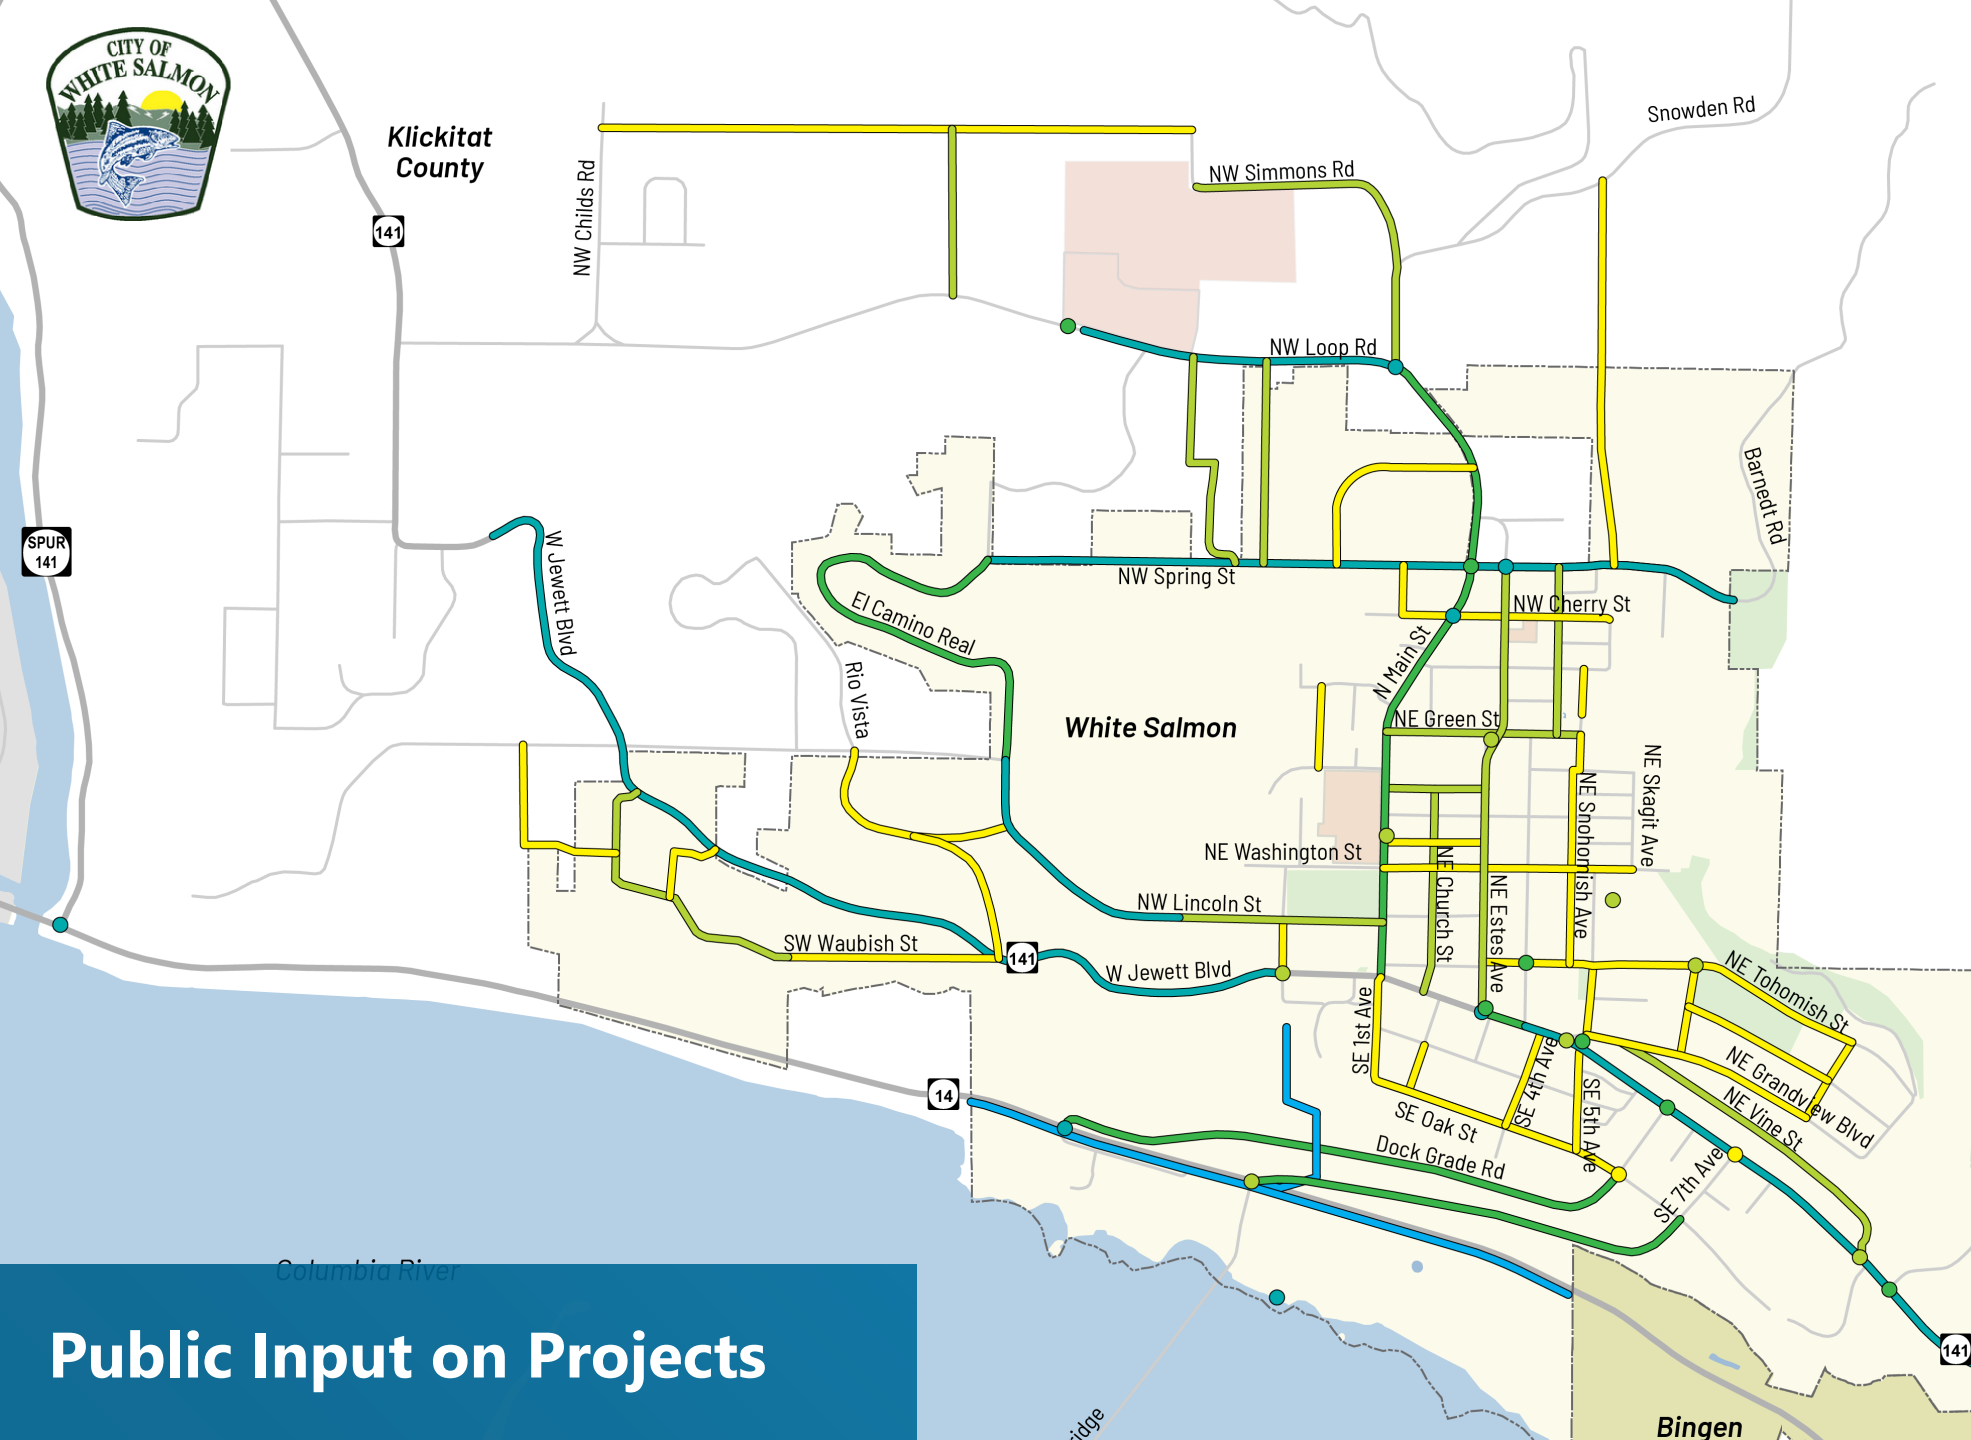 CITY OF
WHITE SALMON
Klickitat
County
141
NW Childs Rd
NW Simmons Rd
Snowden Rd
NW Loop Rd
Barnedt Rd
SPUR
141
W Jewett Blvd
NW Spring St
NW Cherry St
El Camino Real
N Main St
Rio Vista
White Salmon
NE Green St
NE Skagit Ave
NE Snohomish Ave
NE Washington St
NE Church St
NE Estes Ave
NW Lincoln St
SW Waubish St
141
W Jewett Blvd
NE Tohomish St
SE 1st Ave
14
SE 4th Ave
SE 5th Ave
NE Grandview Blvd
NE Vine St
SE Oak St
Dock Grade Rd
SE 7th Ave
Columbia River
141
Public Input on Projects
Bingen